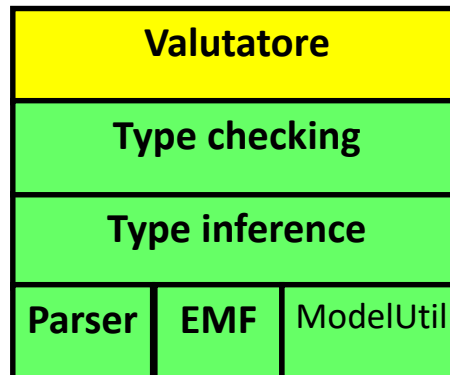 Valutatore
Type checking
Type inference
Parser EMF ModelUtil